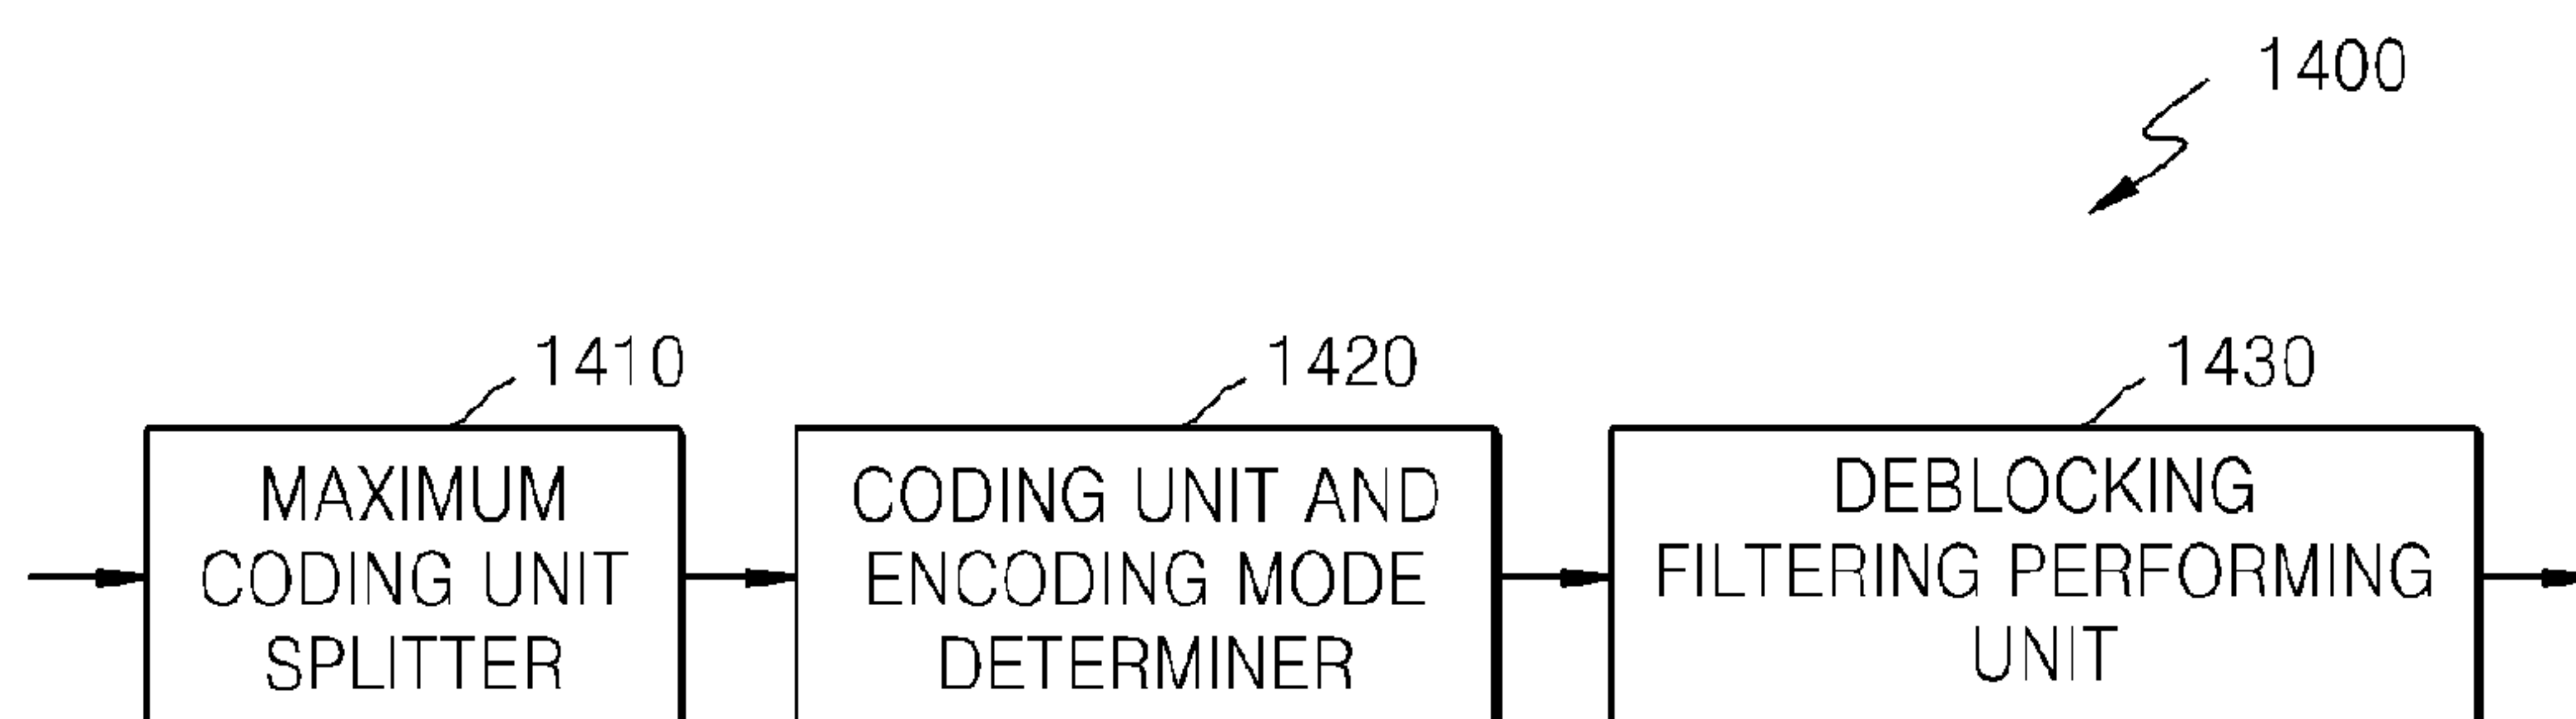 1400
1410
1420
1430
MAXIMUM
CODING UNIT
SPLITTER
CODING UNIT AND
ENCODING MODE
DETERMINER
DEBLOCKING
FILTERING PERFORMING
UNIT